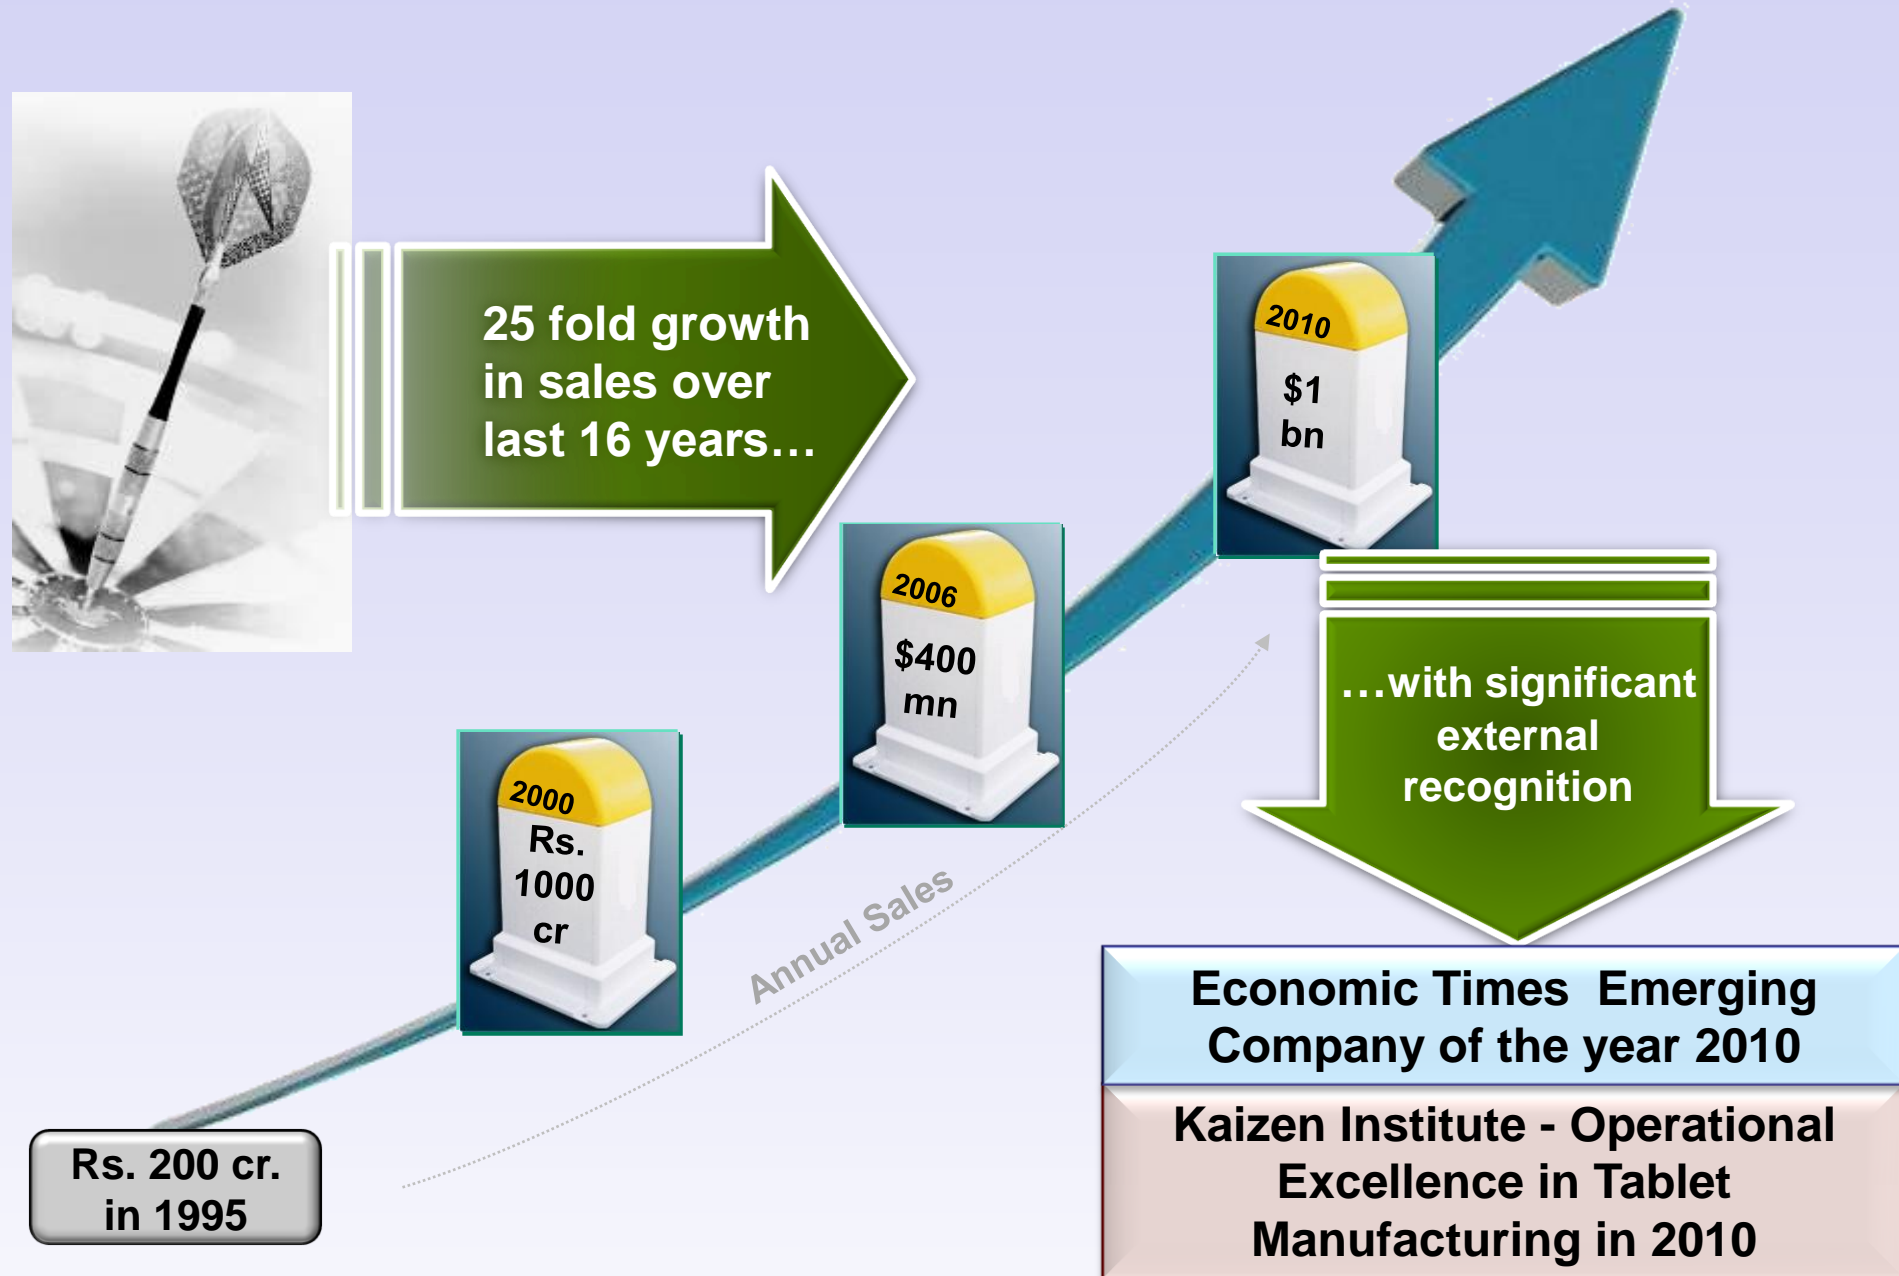 25 fold growth
in sales over
last 16 years…
2010
$1
bn
2006
$400
mn
…with significant
external
recognition
2000
Rs.
1000
cr
Annual Sales
Economic Times  Emerging
Company of the year 2010
Kaizen Institute - Operational
Excellence in Tablet
Manufacturing in 2010
Rs. 200 cr.
in 1995